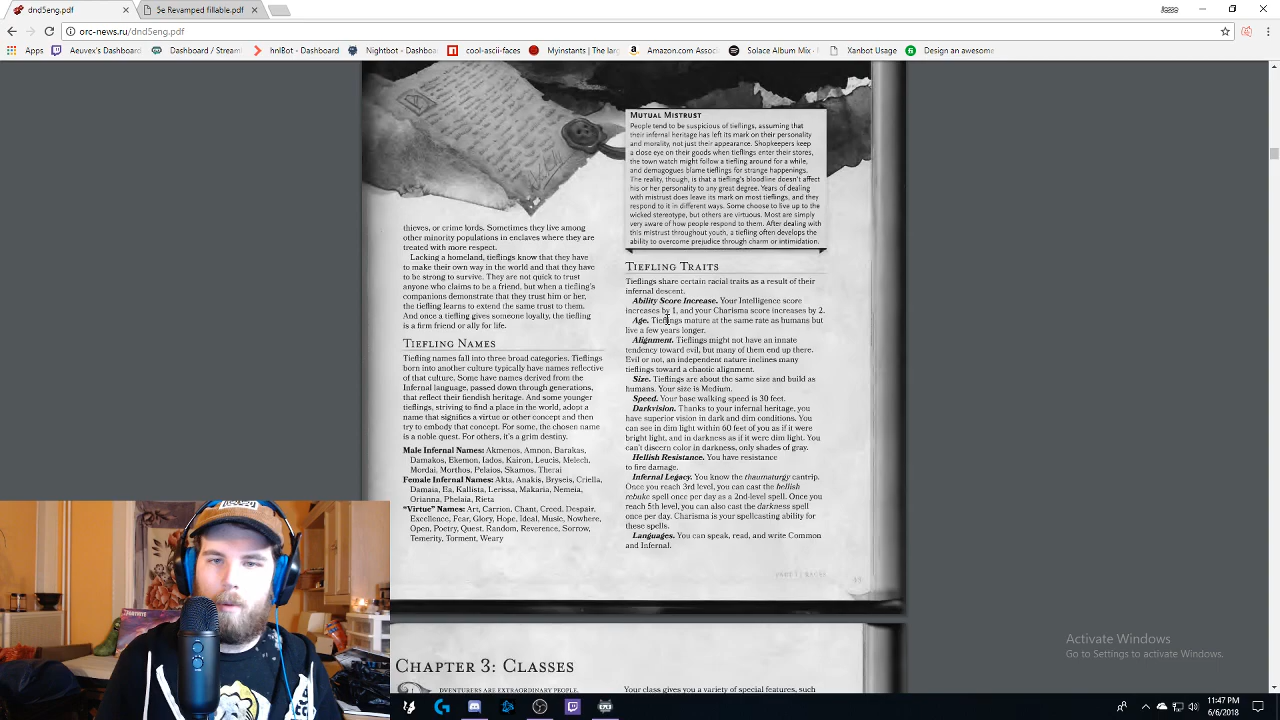 dnd5eng.pdf
5e Revamped fillable.pdf
orc-news.ru/dnd5eng.pdf
Apps
Aeuvex's Dashboard
Dashboard / Stream
hniBot - Dashboard
Nightbot - Dashboa
cool-ascii-faces
Myinstants | The larg
Amazon.com Associ
Solace Album Mix -
Xanbot Usage
Design an awesome
thieves, or crime lords. Sometimes they live among
other minority populations in enclaves where they are
treated with more respect.
Lacking a homeland, tieflings know that they have
to make their own way in the world and that they have
to be strong to survive. They are not quick to trust
anyone who claims to be a friend, but when a tiefling's
companions demonstrate that they trust him or her,
the tiefling learns to extend the same trust to them.
And once a tiefling gives someone loyalty, the tiefling
is a firm friend or ally for life.
TIEFLING NAMES
Tiefling names fall into three broad categories. Tieflings
born into another culture typically have names reflective
of that culture. Some have names derived from the
Infernal language, passed down through generations,
that reflect their fiendish heritage. And some younger
tieflings, striving to find a place in the world, adopt a
name that signifies a virtue or other concept and then
try to embody that concept. For some, the chosen name
is a noble quest. For others, it's a grim destiny.
Male Infernal Names: Akmenos, Amnon, Barakas,
Damakos, Ekemon, Iados, Kairon, Leucis, Melech,
Mordai, Morthos, Pelaios, Skamos, Therai
Female Infernal Names: Akta, Anakis, Bryseis, Criella,
Damaia, Ea, Kallista, Lerissa, Makaria, Nemeia,
Orianna, Phelaia, Rieta
"Virtue" Names: Art, Carrion, Chant, Creed, Despair,
Excellence, Fear, Glory, Hope, Ideal, Music, Nowhere,
Open, Poetry, Quest, Random, Reverence, Sorrow,
Temerity, Torment, Weary
MUTUAL MISTRUST
People tend to be suspicious of tieflings, assuming that
their infernal heritage has left its mark on their personality
and morality, not just their appearance. Shopkeepers keep
a close eye on their goods when tieflings enter their stores,
the town watch might follow a tiefling around for a while,
and demagogues blame tieflings for strange happenings.
The reality, though, is that a tiefling's bloodline doesn't affect
his or her personality to any great degree. Years of dealing
with mistrust does leave its mark on most tieflings, and they
respond to it in different ways. Some choose to live up to the
wicked stereotype, but others are virtuous. Most are simply
very aware of how people respond to them. After dealing with
this mistrust throughout youth, a tiefling often develops the
ability to overcome prejudice through charm or intimidation.
TIEFLING TRAITS
Tieflings share certain racial traits as a result of their
infernal descent.
Ability Score Increase. Your Intelligence score
increases by 1, and your Charisma score increases by 2.
Age. Tieflings mature at the same rate as humans but
live a few years longer.
Alignment. Tieflings might not have an innate
tendency toward evil, but many of them end up there.
Evil or not, an independent nature inclines many
tieflings toward a chaotic alignment.
Size. Tieflings are about the same size and build as
humans. Your size is Medium.
Speed. Your base walking speed is 30 feet.
Darkvision. Thanks to your infernal heritage, you
have superior vision in dark and dim conditions. You
can see in dim light within 60 feet of you as if it were
bright light, and in darkness as if it were dim light. You
can't discern color in darkness, only shades of gray.
Hellish Resistance. You have resistance
to fire damage.
Infernal Legacy. You know the thaumaturgy cantrip.
Once you reach 3rd level, you can cast the hellish
rebuke spell once per day as a 2nd-level spell. Once you
reach 5th level, you can also cast the darkness spell
once per day. Charisma is your spellcasting ability for
these spells.
Languages. You can speak, read, and write Common
and Infernal.
CHAPTER 3: CLASSES
DVENTURERS ARE EXTRAORDINARY PEOPLE,
Your class gives you a variety of special features, such
Activate Windows
Go to Settings to activate Windows.
11:47 PM
6/6/2018